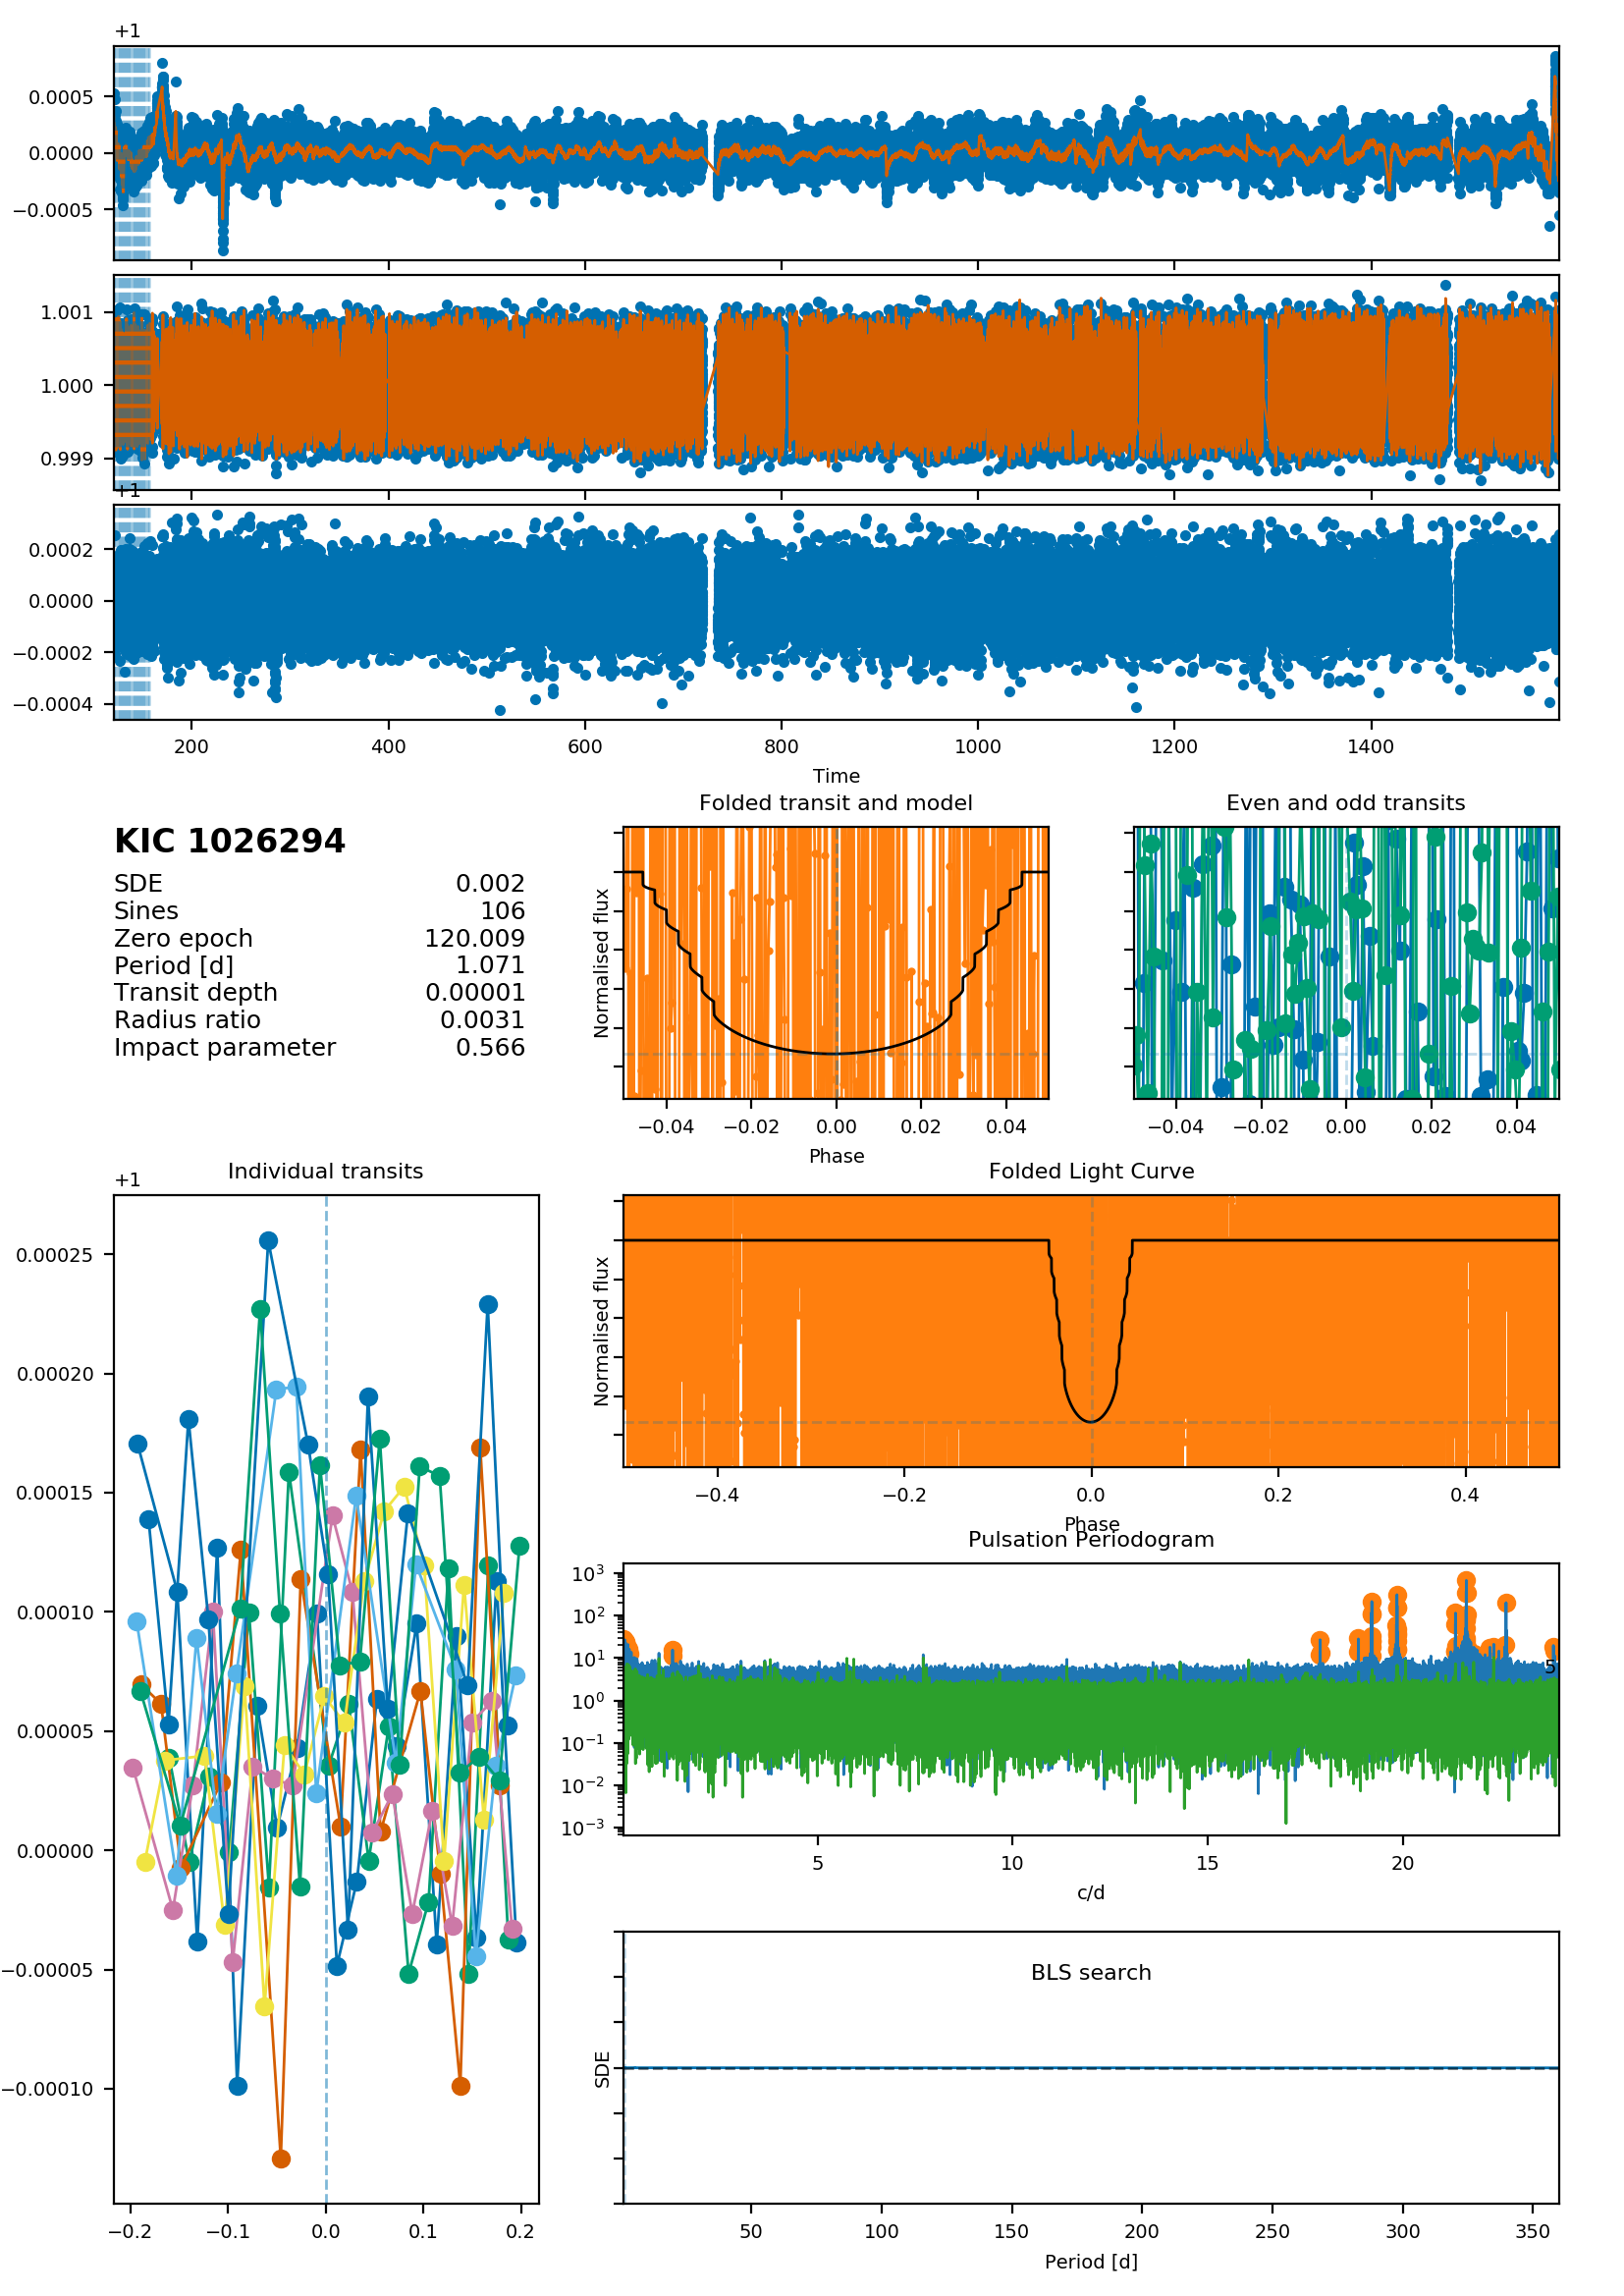 +1
0.0005
0.0000
−0.0005
1.001
1.000
0.999
+1
0.0002
0.0000
−0.0002
−0.0004
200 400 600 800 1000 1200 1400
Time
KIC 1026294
SDE 0.002
Sines 106
Zero epoch 120.009
Period [d] 1.071
Transit depth 0.00001
Radius ratio 0.0031
Impact parameter 0.566
Folded transit and model
Normalised flux
−0.04 −0.02 0.00 0.02 0.04
Phase
Even and odd transits
−0.04 −0.02 0.00 0.02 0.04
Individual transits
+1
0.00025
0.00020
0.00015
0.00010
0.00005
0.00000
−0.00005
−0.00010
−0.2 −0.1 0.0 0.1 0.2
Folded Light Curve
Normalised flux
−0.4 −0.2 0.0 0.2 0.4
Phase
Pulsation Periodogram
10³
10²
10¹
10⁰
10⁻¹
10⁻²
10⁻³
5
5 10 15 20
c/d
BLS search
SDE
50 100 150 200 250 300 350
Period [d]